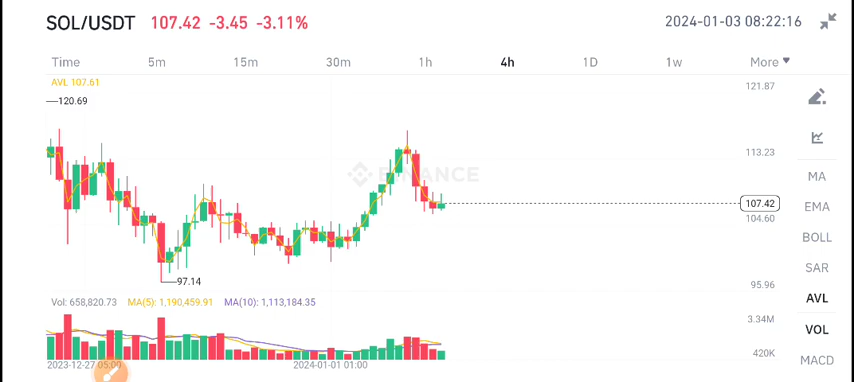 SOL/USDT 107.42 -3.45 -3.11% 2024-01-03 08:22:16
Time 5m 15m 30m 1h 4h 1D 1w More
AVL 107.61
121.87
120.69
113.23
MA
BINANCE
107.42
EMA
104.60
BOLL
SAR
97.14
95.96
Vol: 658,820.73 MA(5): 1,190,459.91 MA(10): 1,113,184.35
AVL
3.34M
VOL
420K
MACD
2023-12-27 05:00 2024-01-01 01:00